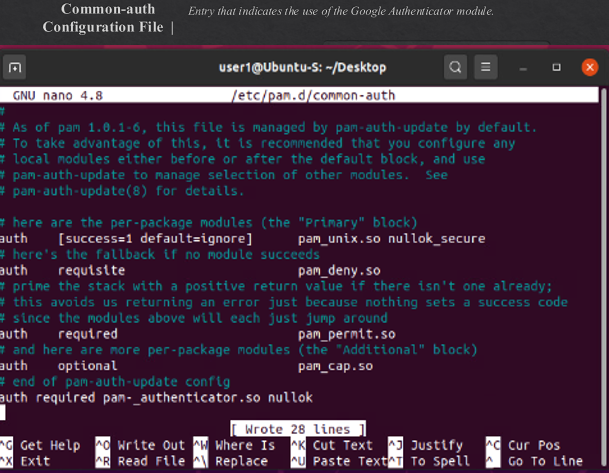 Common-auth
Configuration File |
Entry that indicates the use of the Google Authenticator module.
user1@Ubuntu-S: ~/Desktop
GNU nano 4.8 /etc/pam.d/common-auth
#
# As of pam 1.0.1-6, this file is managed by pam-auth-update by default.
# To take advantage of this, it is recommended that you configure any
# local modules either before or after the default block, and use
# pam-auth-update to manage selection of other modules. See
# pam-auth-update(8) for details.
# here are the per-package modules (the "Primary" block)
auth [success=1 default=ignore] pam_unix.so nullok_secure
# here's the fallback if no module succeeds
auth requisite pam_deny.so
# prime the stack with a positive return value if there isn't one already;
# this avoids us returning an error just because nothing sets a success code
# since the modules above will each just jump around
auth required pam_permit.so
# and here are more per-package modules (the "Additional" block)
auth optional pam_cap.so
# end of pam-auth-update config
auth required pam-_authenticator.so nullok
[ Wrote 28 lines ]
^G Get Help ^O Write Out ^W Where Is ^K Cut Text ^J Justify ^C Cur Pos
^X Exit ^R Read File ^\ Replace ^U Paste Text ^T To Spell ^_ Go To Line